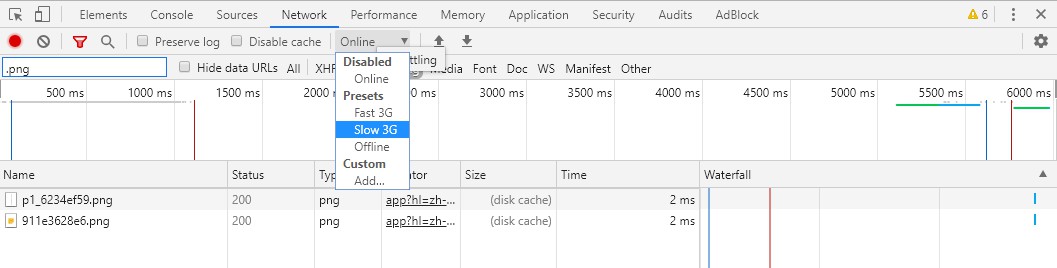 Elements Console Sources Network Performance Memory Application Security Audits AdBlock 6
Preserve log Disable cache Online
ttling
.png Hide data URLs All XHR Media Font Doc WS Manifest Other
Disabled
Online
Presets
Fast 3G
Slow 3G
Offline
Custom
Add...
500 ms 1000 ms 1500 ms 2000 3000 ms 3500 ms 4000 ms 4500 ms 5000 ms 5500 ms 6000 ms
Name Status Size Time Waterfall
p1_6234ef59.png 200 png app?hl=zh-... (disk cache) 2 ms
911e3628e6.png 200 png app?hl=zh-... (disk cache) 2 ms